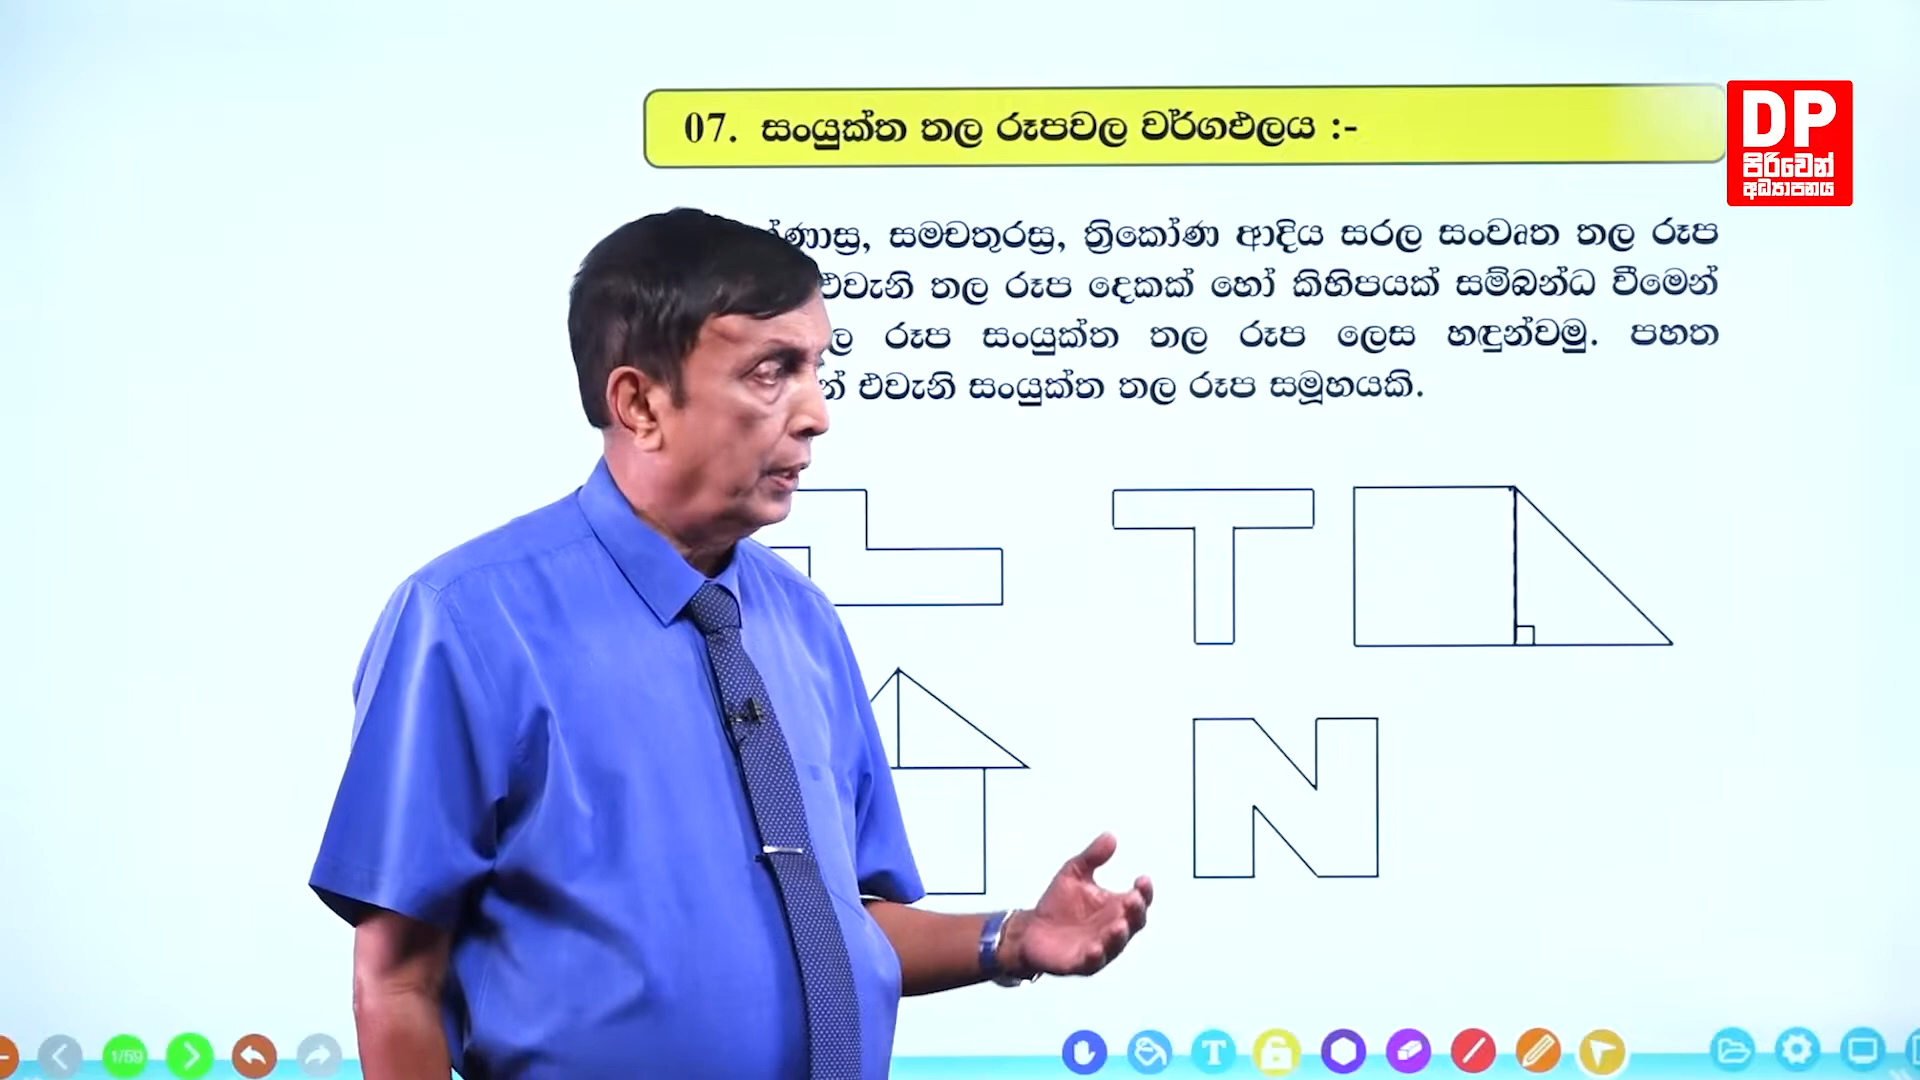 07. සංයුක්ත තල රූපවල වර්ගඵලය :-
DP
පිරිවෙන්
අධ්‍යාපනය
සමචතුරස්‍ර, ත්‍රිකෝණ ආදිය සරල සංවෘත තල රූප
එවැනි තල රූප දෙකක් හෝ කිහිපයක් සම්බන්ධ වීමෙන්
රූප සංයුක්ත තල රූප ලෙස හඳුන්වමු. පහත
එවැනි සංයුක්ත තල රූප සමූහයකි.
1/59
T